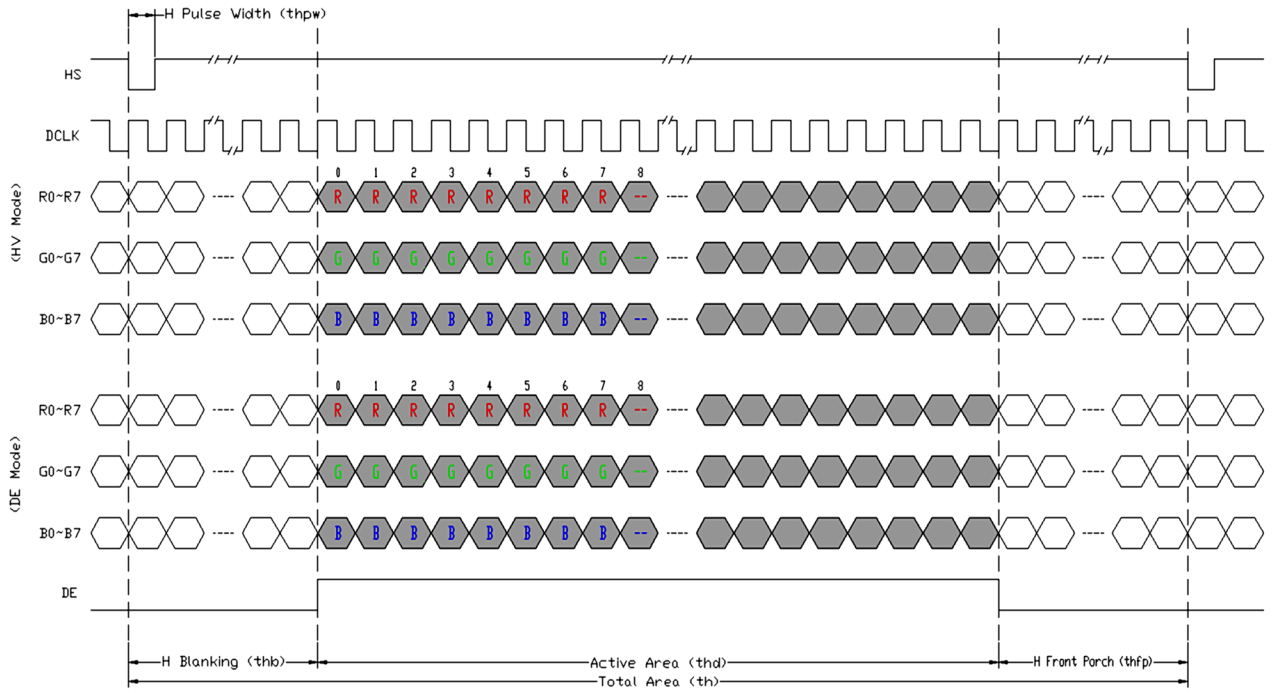 H Pulse Width (thpw)
HS
DCLK
(HV Mode)
0 1 2 3 4 5 6 7 8
R0~R7 ---- R R R R R R R R -- ---- ----
G0~G7 ---- G G G G G G G G -- ---- ----
B0~B7 ---- B B B B B B B B -- ---- ----
(DE Mode)
0 1 2 3 4 5 6 7 8
R0~R7 ---- R R R R R R R R -- ---- ----
G0~G7 ---- G G G G G G G G -- ---- ----
B0~B7 ---- B B B B B B B B -- ---- ----
DE
H Blanking (thb) Active Area (thd) H Front Porch (thfp)
Total Area (th)